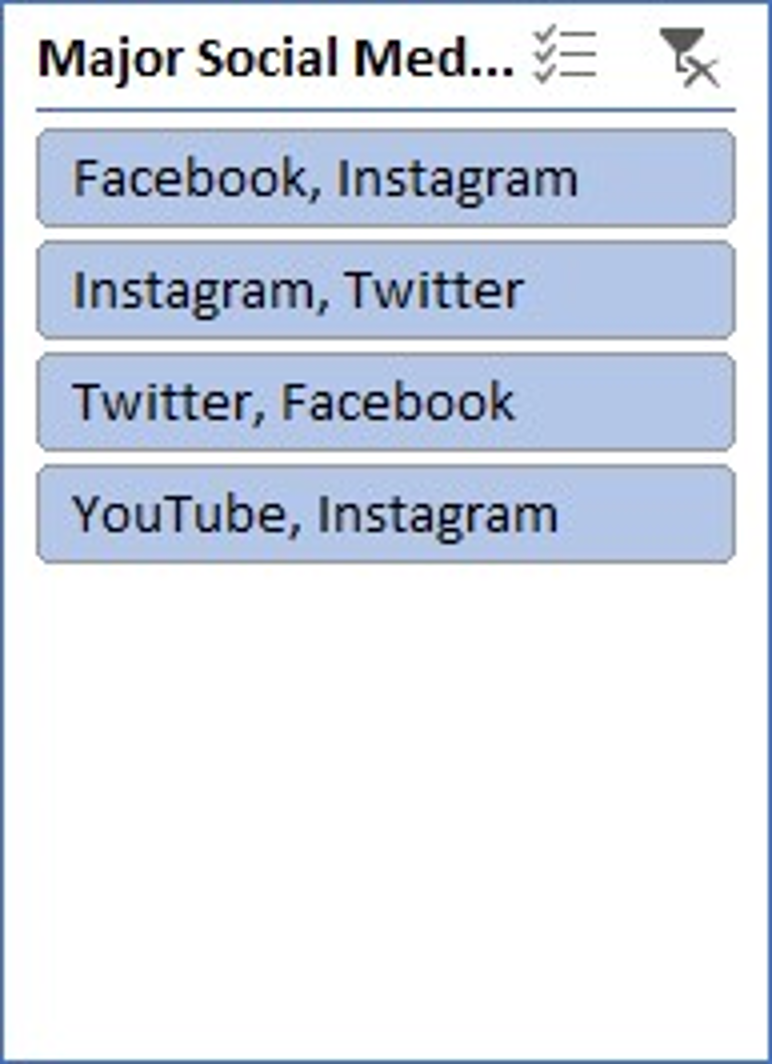 Major Social Med...
Facebook, Instagram
Instagram, Twitter
Twitter, Facebook
YouTube, Instagram